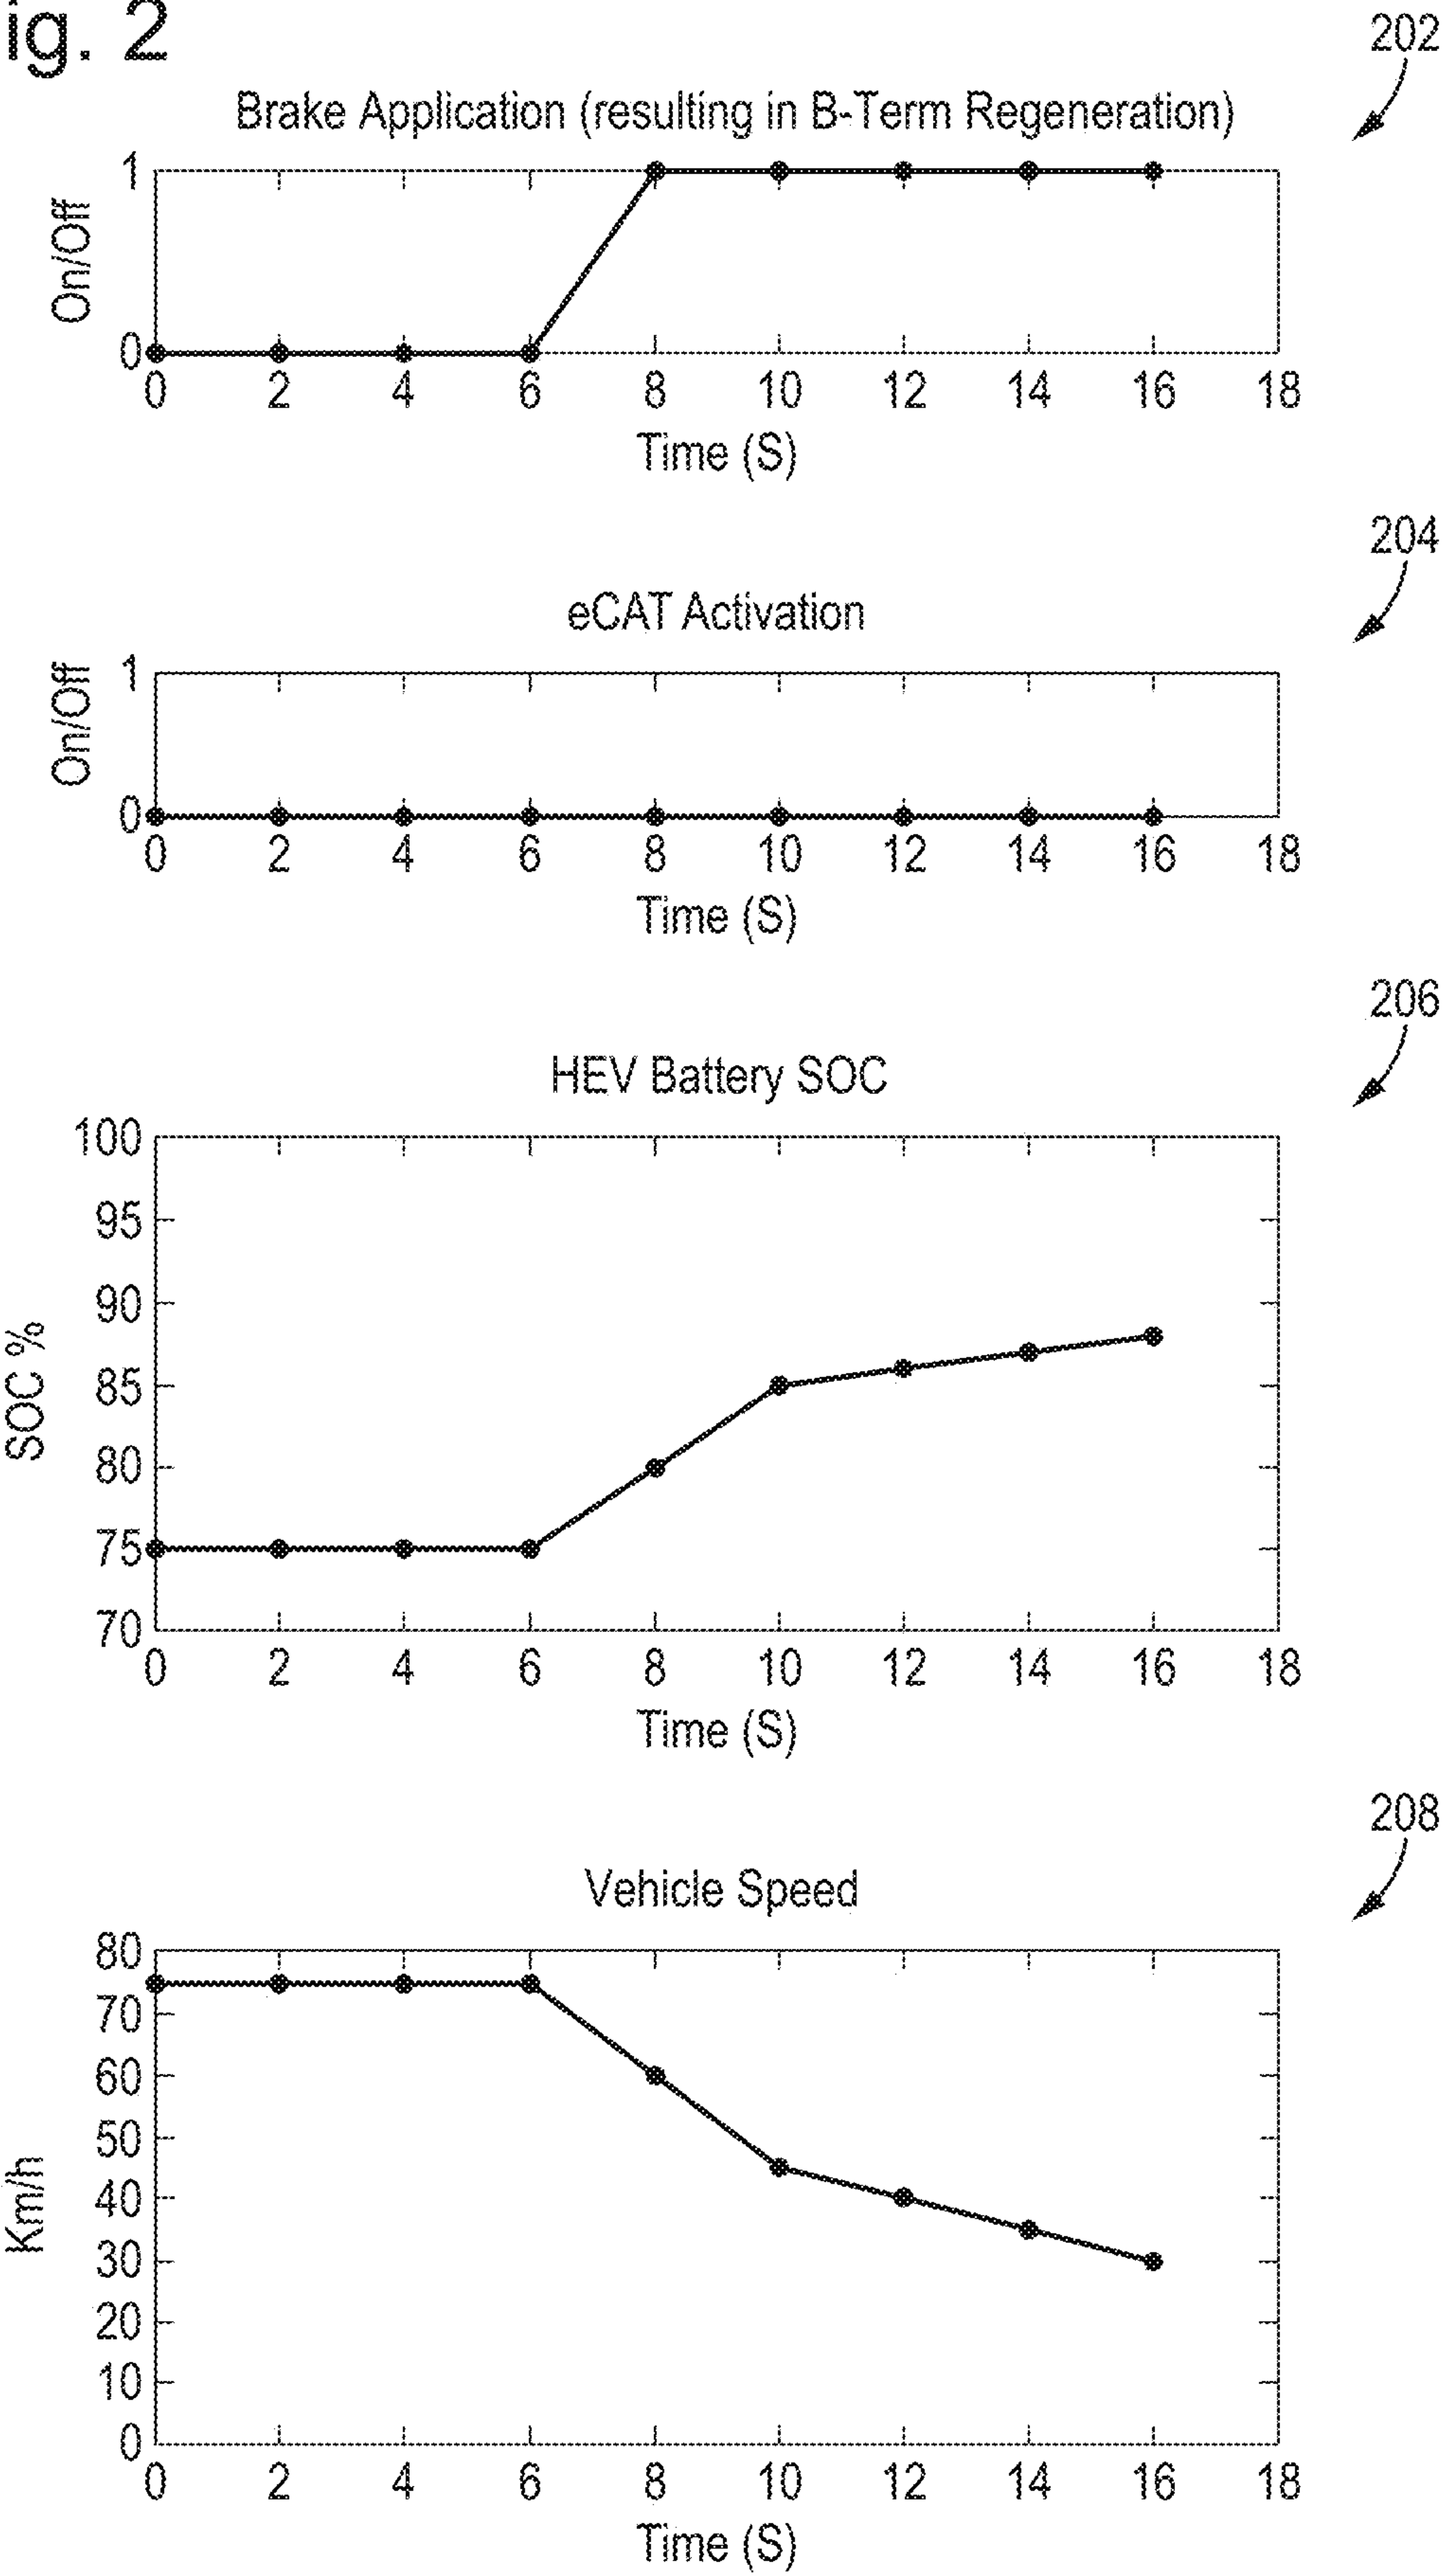 ig. 2
202
Brake Application (resulting in B-Term Regeneration)
On/Off
1
0
0 2 4 6 8 10 12 14 16 18
Time (S)
204
eCAT Activation
On/Off
1
0
0 2 4 6 8 10 12 14 16 18
Time (S)
206
HEV Battery SOC
SOC %
100
95
90
85
80
75
70
0 2 4 6 8 10 12 14 16 18
Time (S)
208
Vehicle Speed
Km/h
80
70
60
50
40
30
20
10
0
0 2 4 6 8 10 12 14 16 18
Time (S)